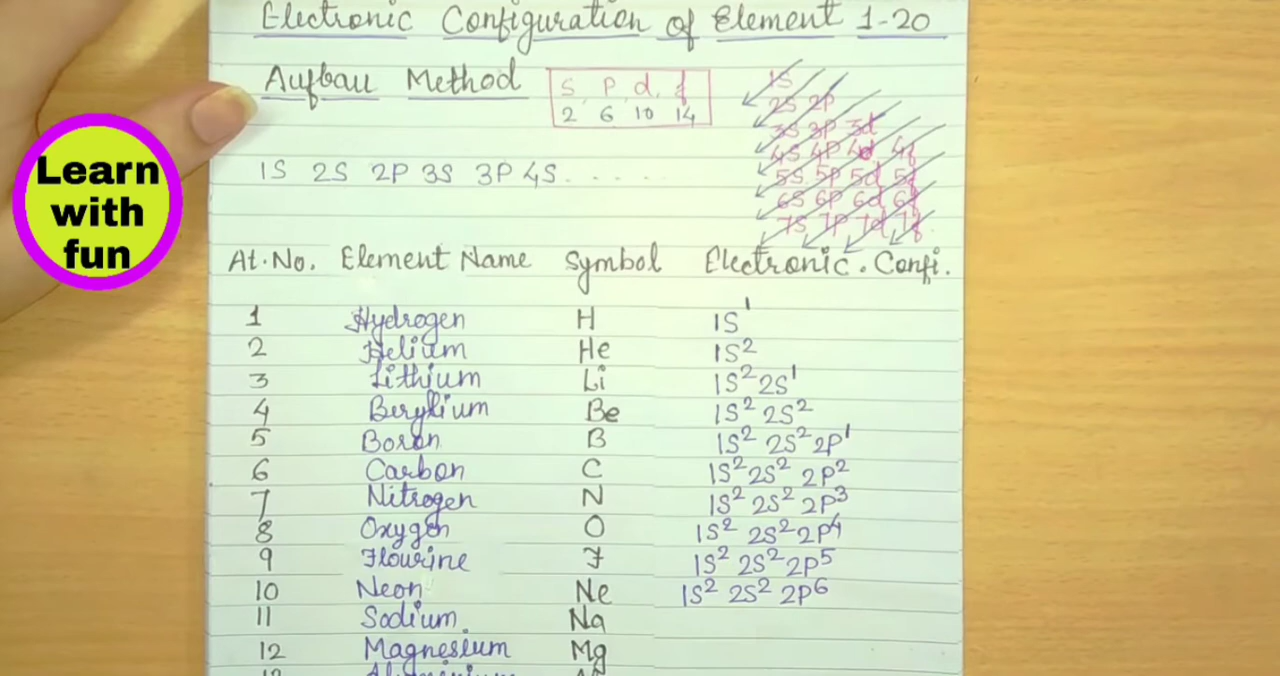 Electronic Configuration of Element 1-20
Aufbau Method
S, P, d, f
2 6 10 14
1S
2S 2P
3S 3P 3d
4S 4P 4d 4f
5S 5P 5d 5f
6S 6P 6d 6f
7S 7P 7d 7f
1S 2S 2P 3S 3P 4S . . . . .
Learn
with
fun
At. No. Element Name Symbol Electronic. Confi.
1 Hydrogen H 1S¹
2 Helium He 1S²
3 Lithium Li 1S² 2S¹
4 Beryllium Be 1S² 2S²
5 Boron B 1S² 2S² 2P¹
6 Carbon C 1S² 2S² 2P²
7 Nitrogen N 1S² 2S² 2P³
8 Oxygen O 1S² 2S² 2P⁴
9 Flourine F 1S² 2S² 2P⁵
10 Neon Ne 1S² 2S² 2P⁶
11 Sodium Na
12 Magnesium Mg